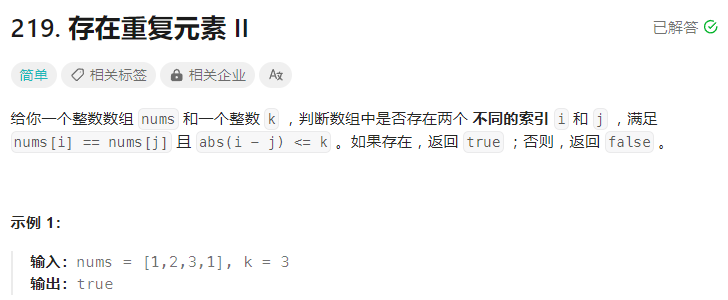 219. 存在重复元素 II
已解答
简单 相关标签 相关企业 Aあ
给你一个整数数组 nums 和一个整数 k ，判断数组中是否存在两个 不同的索引 i 和 j ，满足
nums[i] == nums[j] 且 abs(i - j) <= k 。如果存在，返回 true ；否则，返回 false 。
示例 1：
输入：nums = [1,2,3,1], k = 3
输出：true